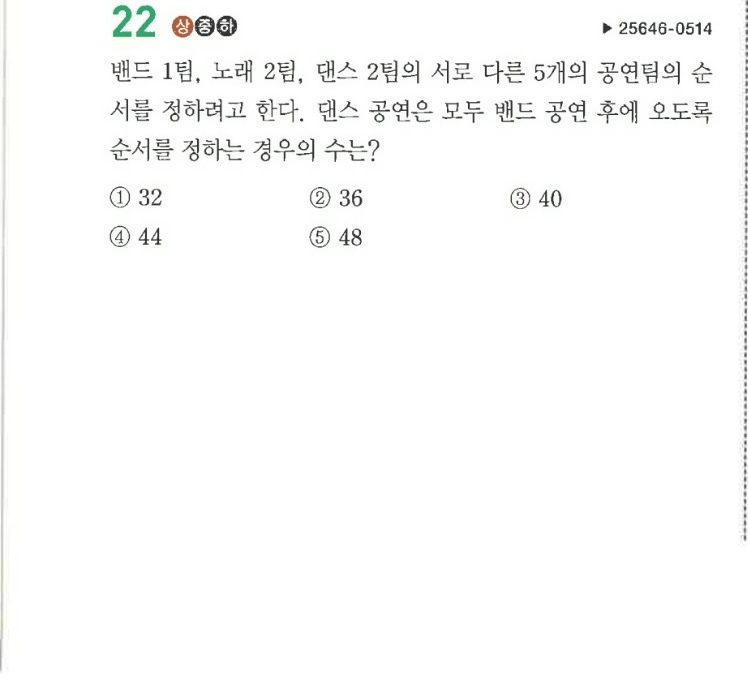 22 상중하 ▶ 25646-0514
밴드 1팀, 노래 2팀, 댄스 2팀의 서로 다른 5개의 공연팀의 순
서를 정하려고 한다. 댄스 공연은 모두 밴드 공연 후에 오도록
순서를 정하는 경우의 수는?
① 32 ② 36 ③ 40
④ 44 ⑤ 48